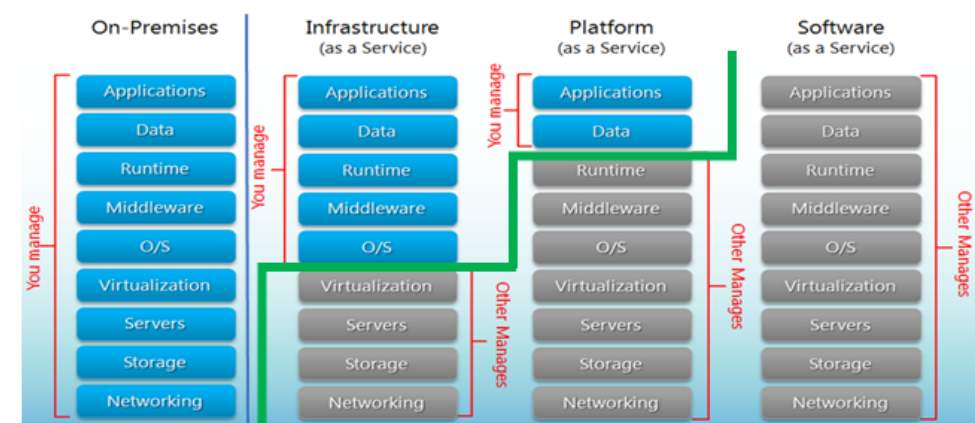 On-Premises
You manage
Applications
Data
Runtime
Middleware
O/S
Virtualization
Servers
Storage
Networking
Infrastructure
(as a Service)
You manage
Applications
Data
Runtime
Middleware
O/S
Virtualization
Servers
Storage
Networking
Other Manages
Platform
(as a Service)
You manage
Applications
Data
Runtime
Middleware
O/S
Virtualization
Servers
Storage
Networking
Other Manages
Software
(as a Service)
Applications
Data
Runtime
Middleware
O/S
Virtualization
Servers
Storage
Networking
Other Manages